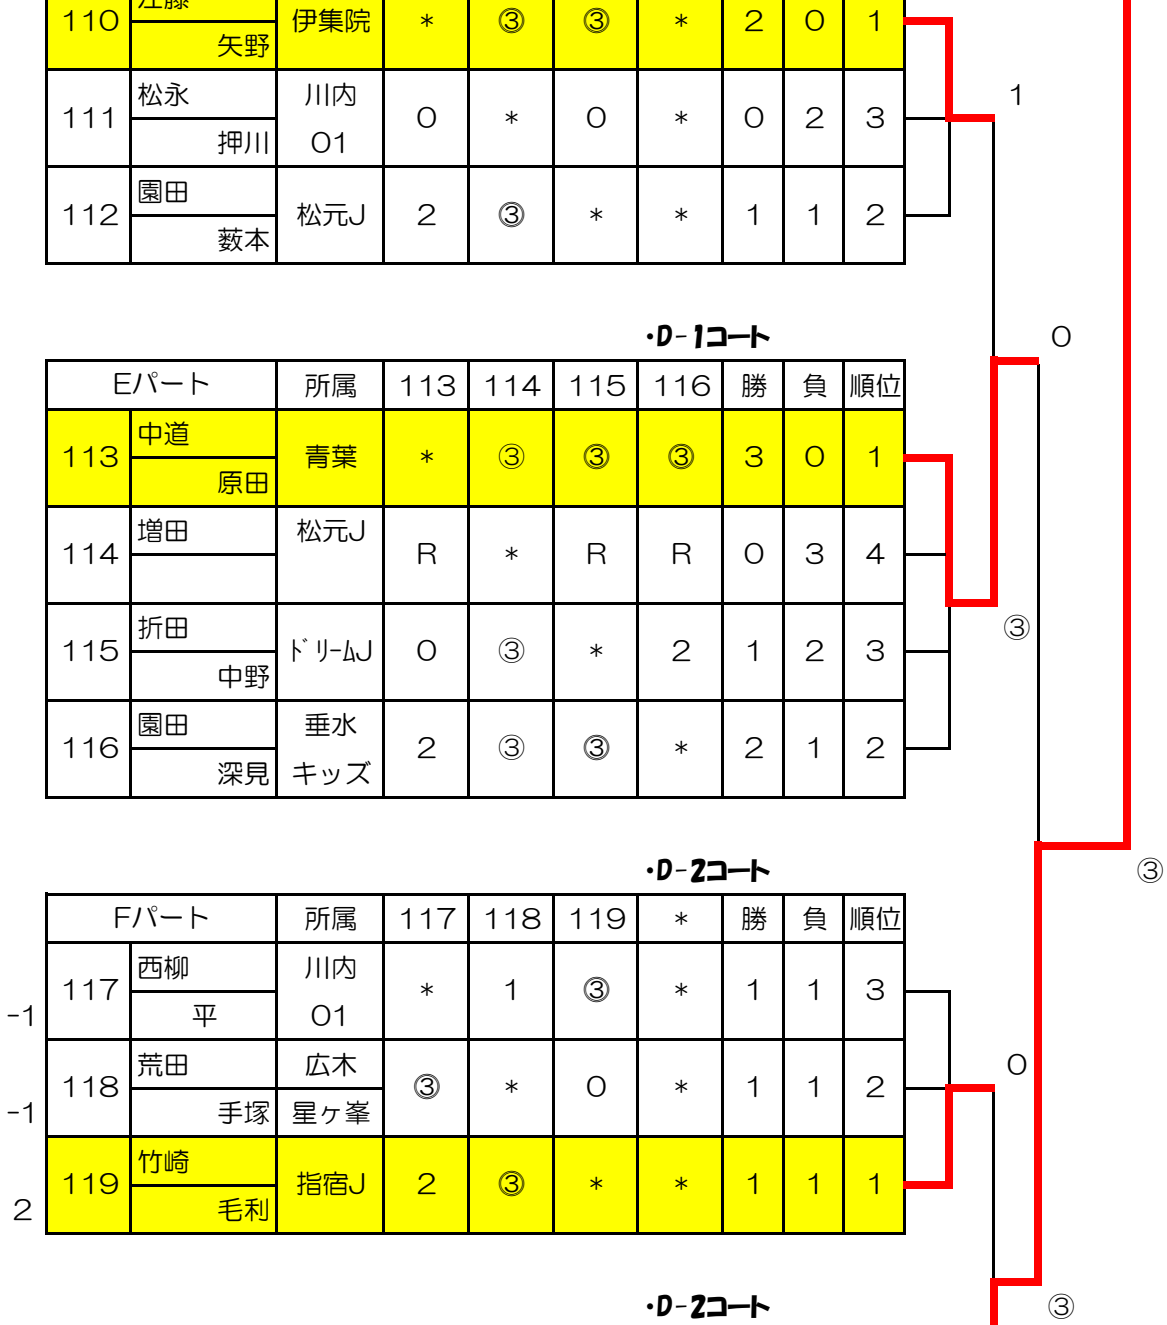 110 伊集院 * ③ ③ * 2 0 1
矢野
1
松永 川内
111 0 * 0 * 0 2 3
押川 01
園田
112 松元J 2 ③ * * 1 1 2
薮本
・D-1コート
0
Eパート 所属 113 114 115 116 勝 負 順位
中道
113 青葉 * ③ ③ ③ 3 0 1
原田
増田 松元J
114 R * R R 0 3 4
折田
115 ﾄﾞﾘｰﾑJ 0 ③ * 2 1 2 3
中野
③
園田 垂水
116 2 ③ ③ * 2 1 2
深見 キッズ
・D-2コート
③
Fパート 所属 117 118 119 * 勝 負 順位
西柳 川内
117 * 1 ③ * 1 1 3
-1 平 01
荒田 広木
0
118 ③ * 0 * 1 1 2
-1 手塚 星ヶ峯
竹崎
119 指宿J 2 ③ * * 1 1 1
2 毛利
・D-2コート
③